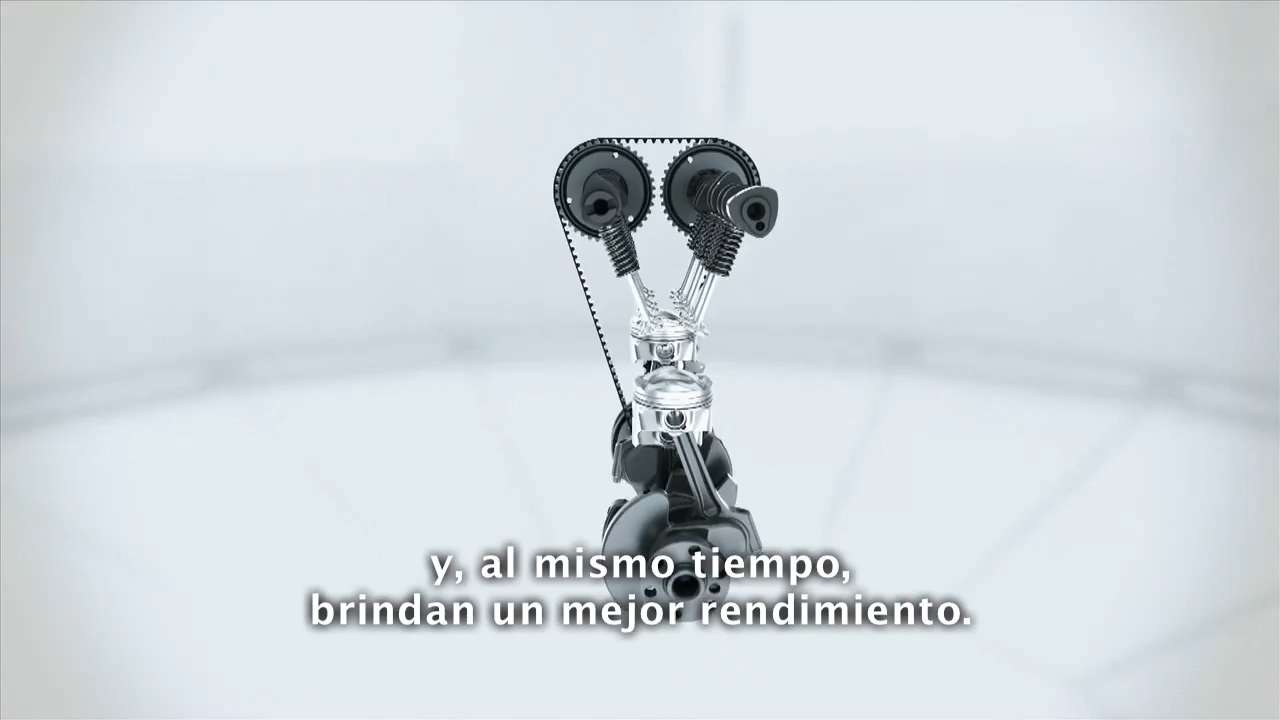 y, al mismo tiempo,
brindan un mejor rendimiento.